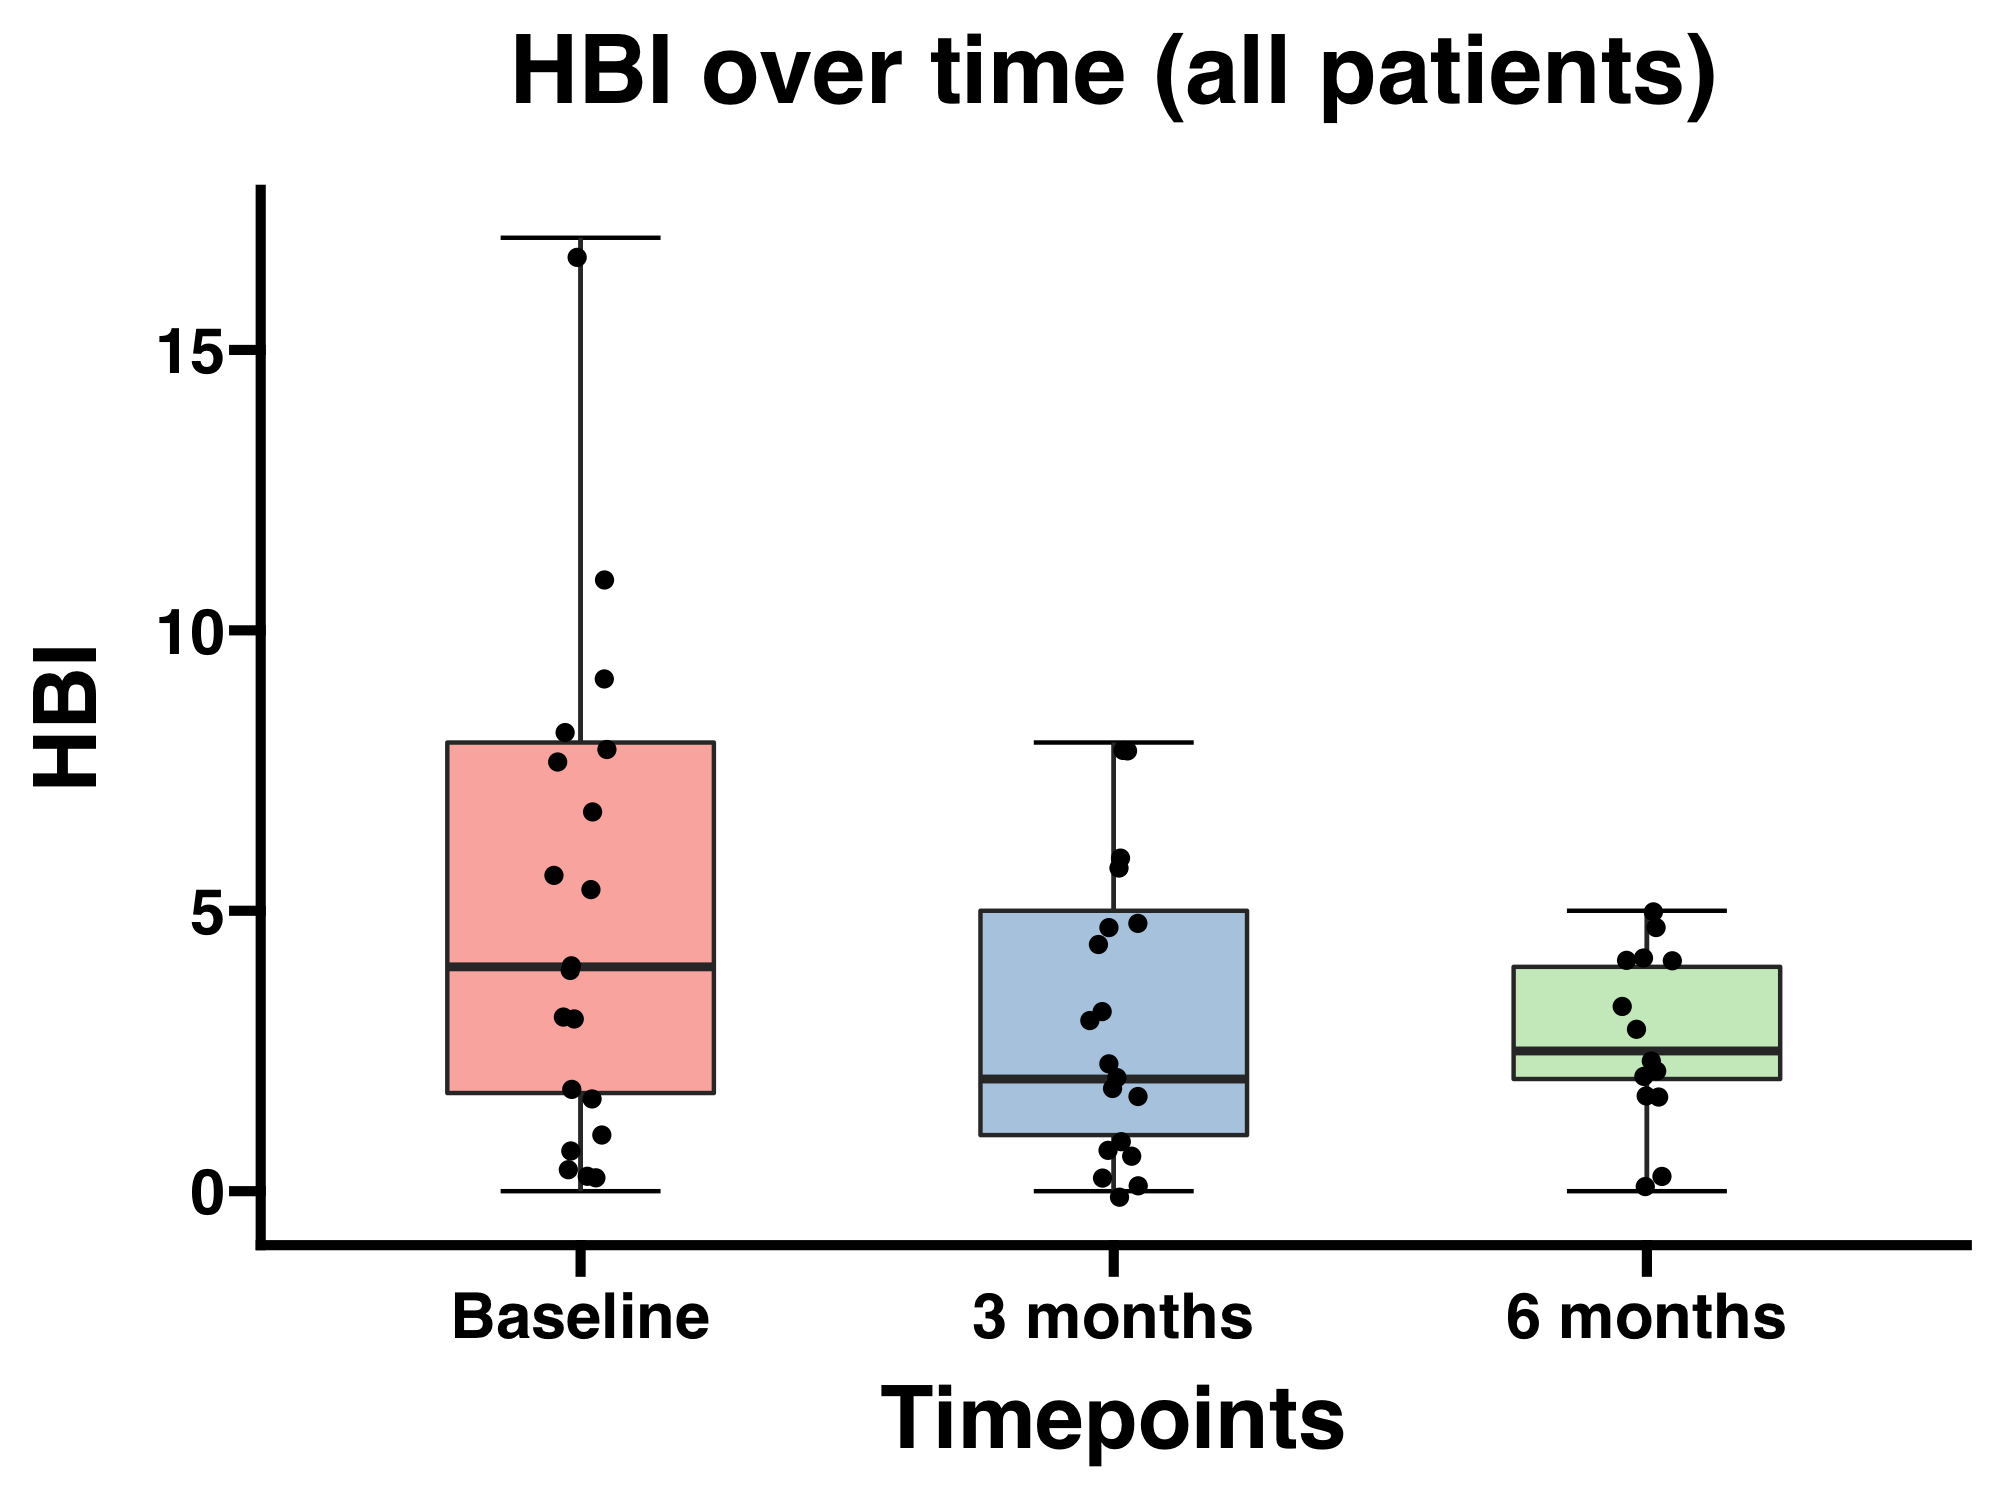 HBI over time (all patients)
HBI
15
10
5
0
Baseline 3 months 6 months
Timepoints